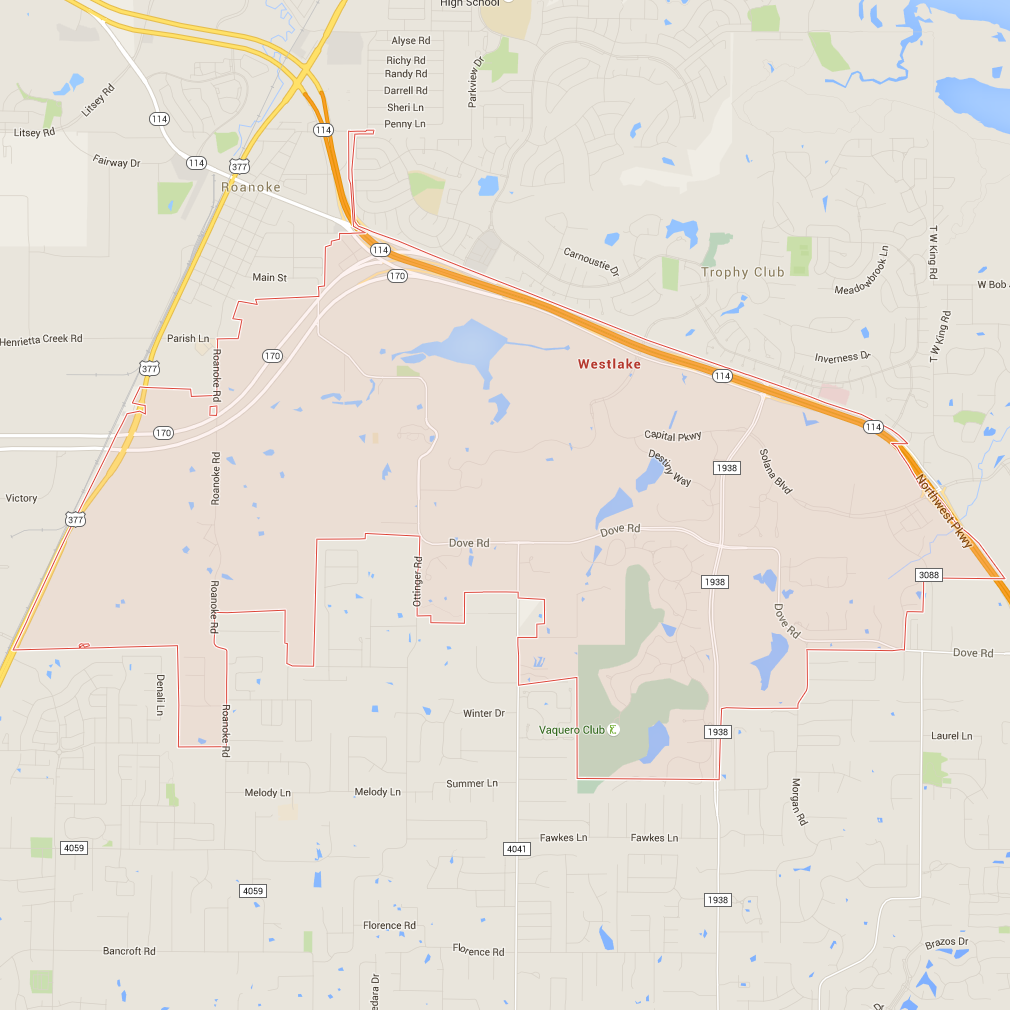 High School
Alyse Rd
Richy Rd
Randy Rd
Parkview Dr
Darrell Rd
Litsey Rd
Sheri Ln
114
Penny Ln
Litsey Rd
114
Fairway Dr
114
377
Roanoke
T W King Rd
114
Carnoustie Dr
Trophy Club
Main St
170
Meadowbrook Ln
W Bob
T W King Rd
Henrietta Creek Rd
Parish Ln
170
Inverness Dr
377
Roanoke Rd
Westlake
114
170
114
Capital Pkwy
Destiny Way
1938
Solana Blvd
Roanoke Rd
Victory
377
Northwest Pkwy
Dove Rd
Dove Rd
Ottinger Rd
1938
3088
Roanoke Rd
Dove Rd
Dove Rd
Denali Ln
Roanoke Rd
Winter Dr
Vaquero Club
1938
Laurel Ln
Melody Ln
Melody Ln
Summer Ln
Morgan Rd
4059
4041
Fawkes Ln
Fawkes Ln
4059
1938
Florence Rd
Bancroft Rd
Florence Rd
Brazos Dr
edara Dr
Dr